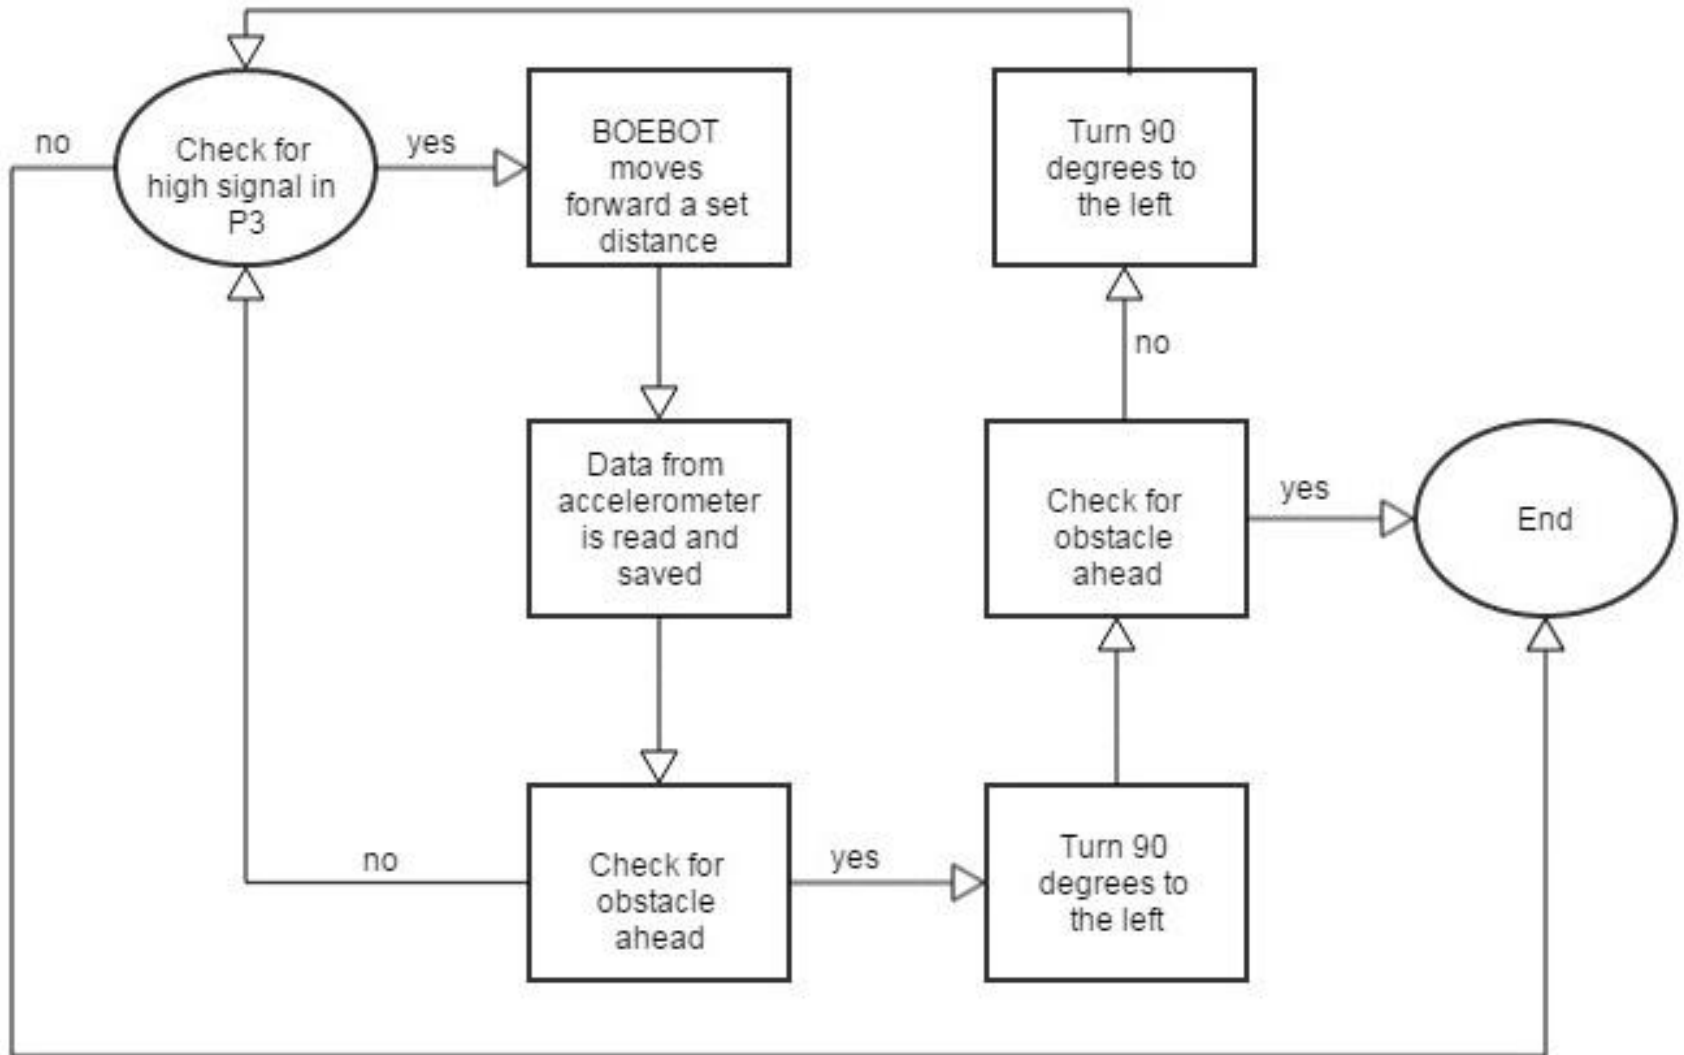 no
Check for
high signal in
P3
yes
BOEBOT
moves
forward a set
distance
Turn 90
degrees to
the left
no
Data from
accelerometer
is read and
saved
Check for
obstacle
ahead
yes
End
no
Check for
obstacle
ahead
yes
Turn 90
degrees to
the left